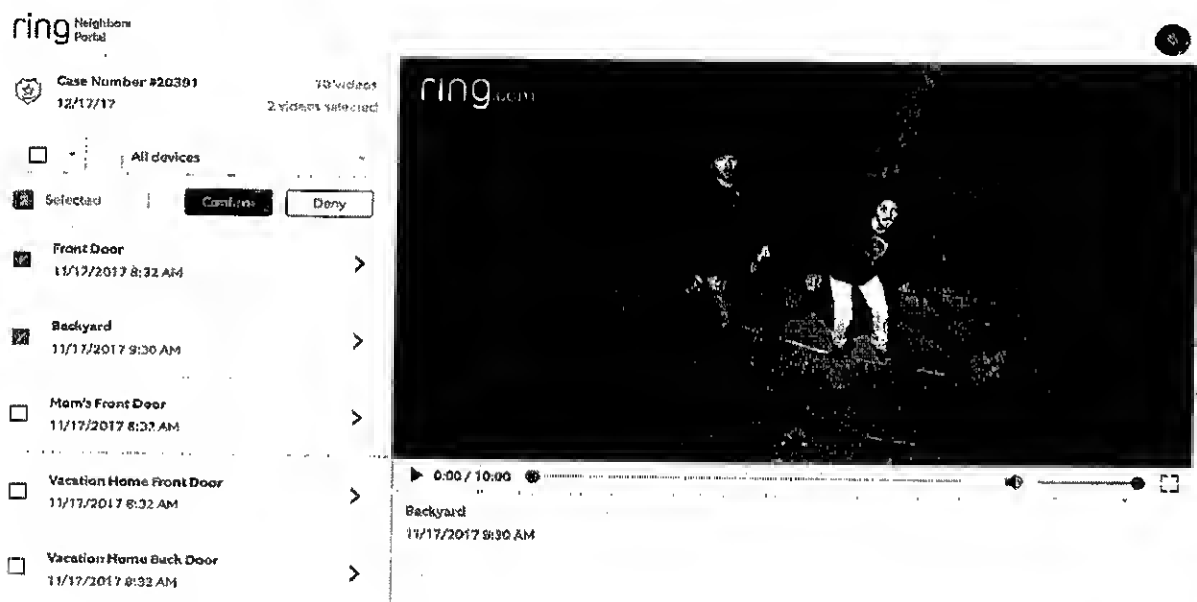 ring Neighbors
Portal
Case Number #20391
12/17/17
10 videos
2 videos selected
All devices
2 Selected
Confirm
Deny
Front Door
11/17/2017 8:32 AM
Backyard
11/17/2017 9:30 AM
Mom's Front Door
11/17/2017 8:32 AM
Vacation Home Front Door
11/17/2017 8:32 AM
Vacation Home Back Door
11/17/2017 8:32 AM
ring.com
0:00 / 10:00
Backyard
11/17/2017 9:30 AM